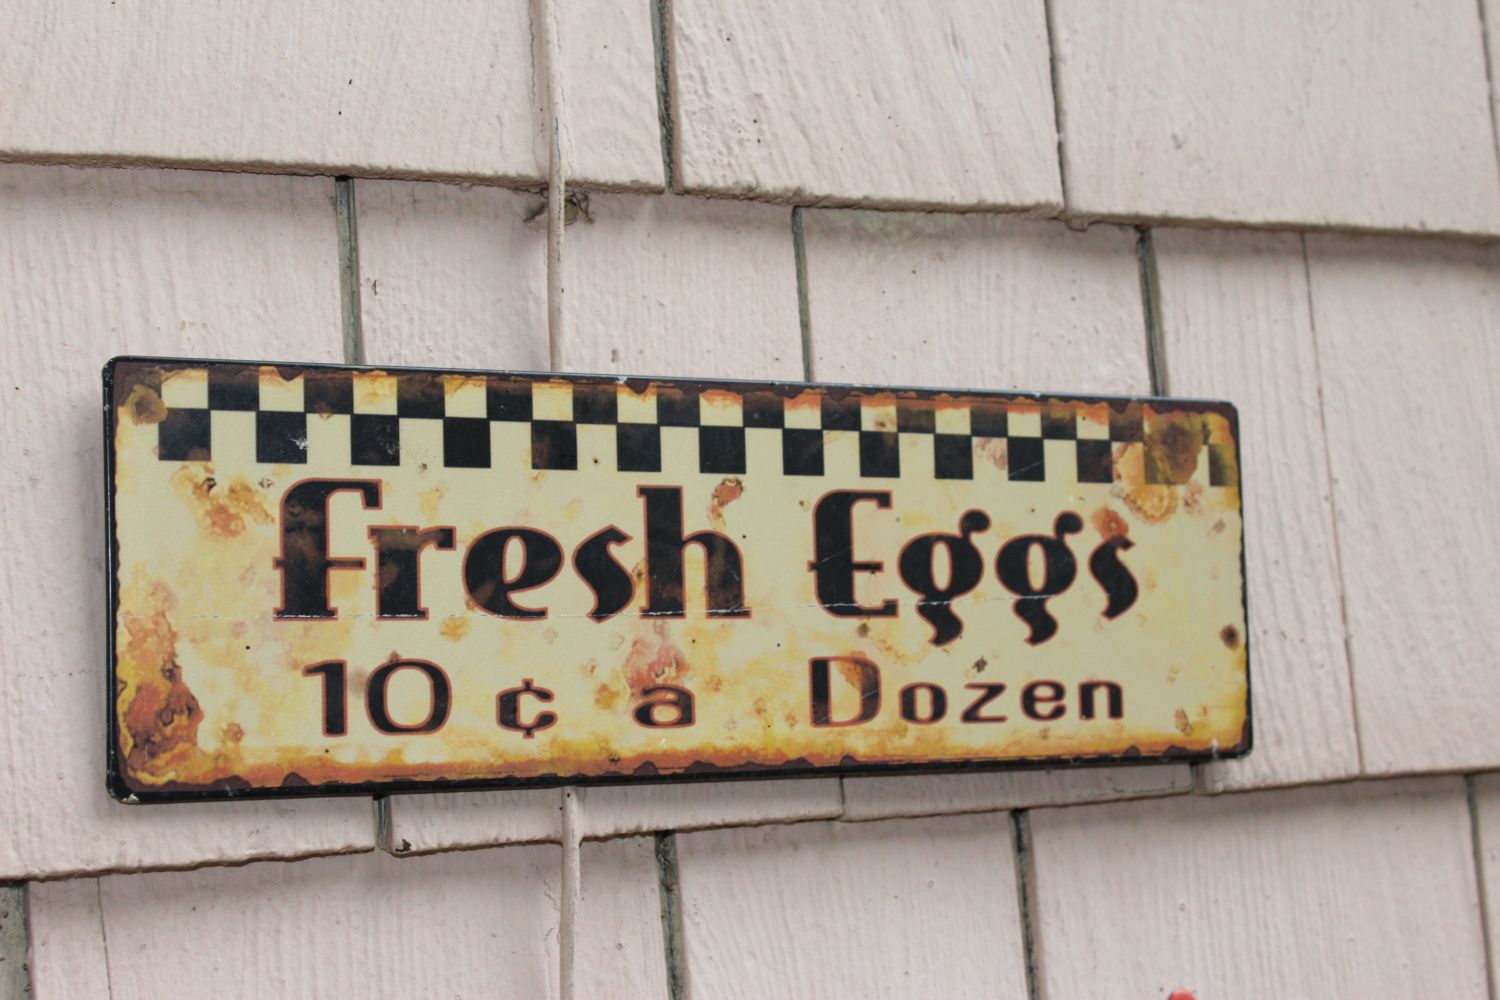 fresh Eggs
10 ¢ a Dozen